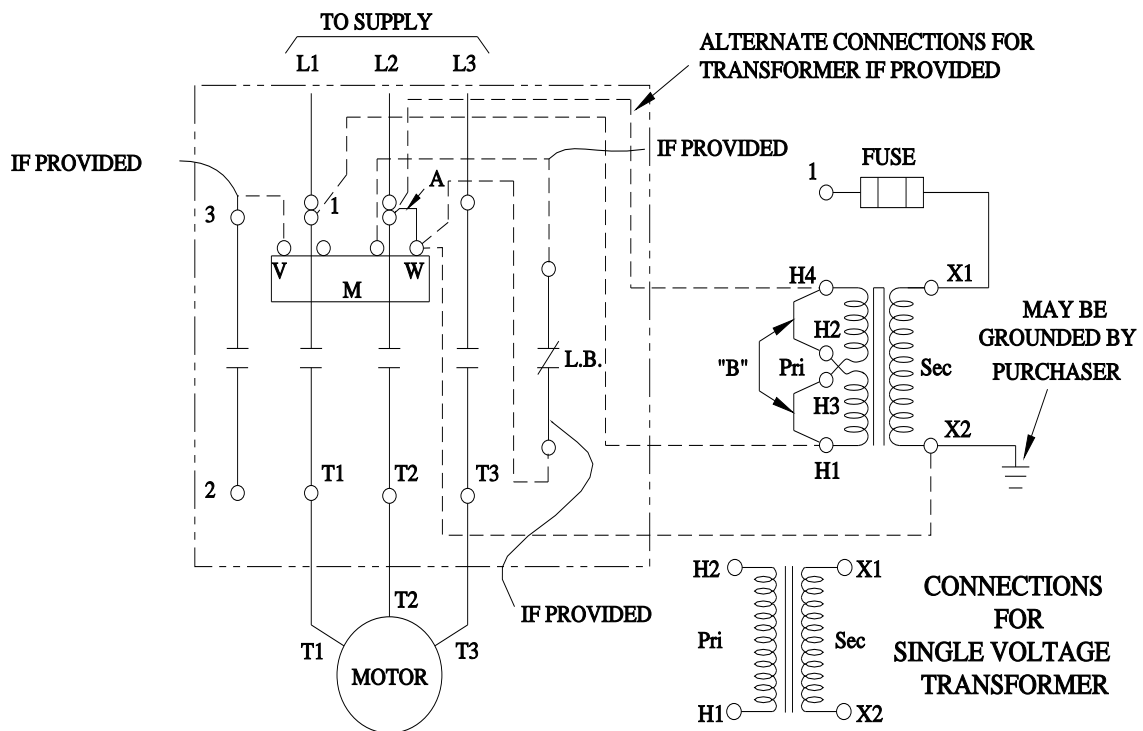 TO SUPPLY
L1 L2 L3
ALTERNATE CONNECTIONS FOR
TRANSFORMER IF PROVIDED
IF PROVIDED
IF PROVIDED
A
3
1
V
W
M
L.B.
2
T1
T2
T3
IF PROVIDED
T2
T1
T3
MOTOR
1
FUSE
H4
X1
H2
"B"
Pri
Sec
H3
H1
X2
MAY BE
GROUNDED BY
PURCHASER
H2
X1
Pri
Sec
H1
X2
CONNECTIONS
FOR
SINGLE VOLTAGE
TRANSFORMER